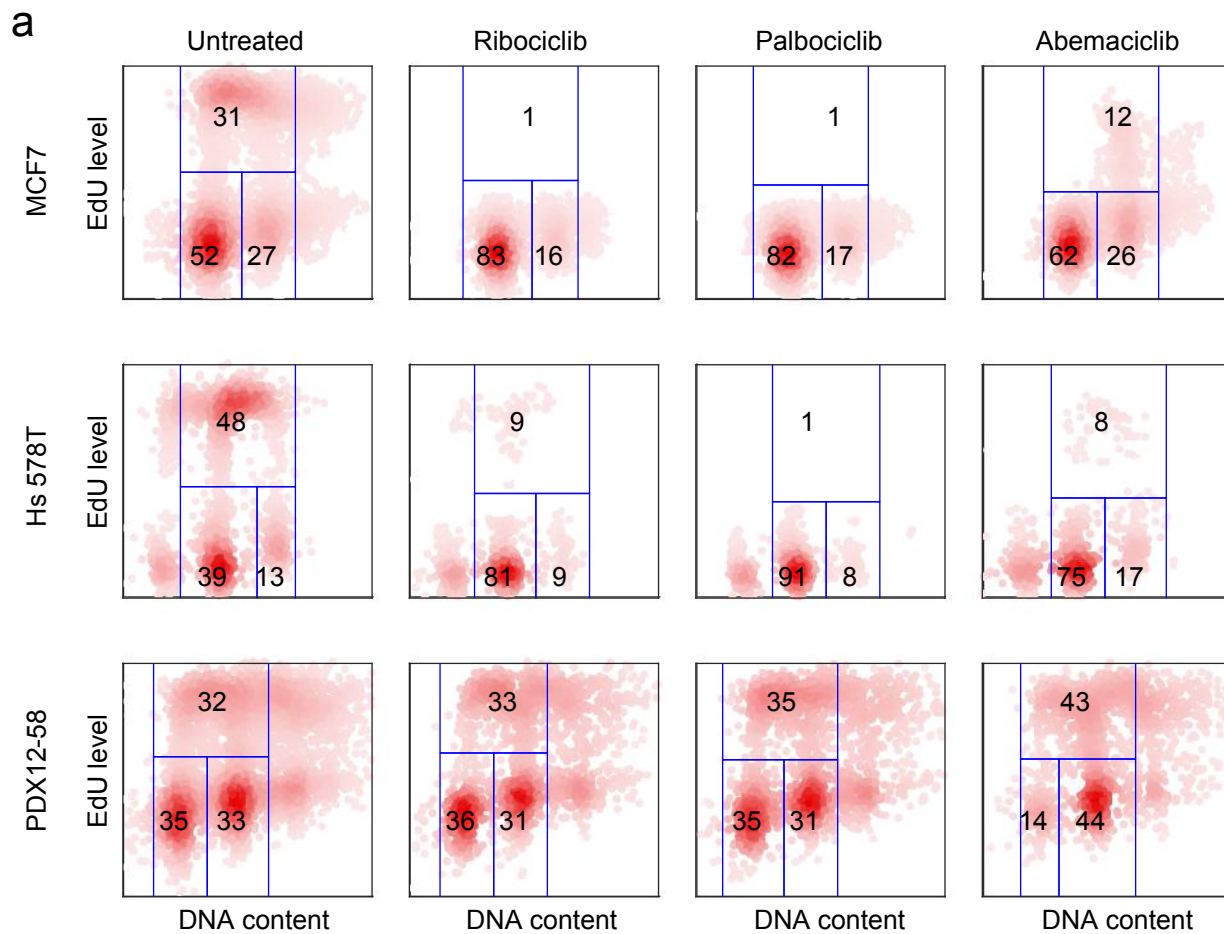 a
Untreated Ribociclib Palbociclib Abemaciclib
MCF7
EdU level
31
52 27
1
83 16
1
82 17
12
62 26
Hs 578T
EdU level
48
39 13
9
81 9
1
91 8
8
75 17
PDX12-58
EdU level
32
35 33
33
36 31
35
35 31
43
14 44
DNA content DNA content DNA content DNA content